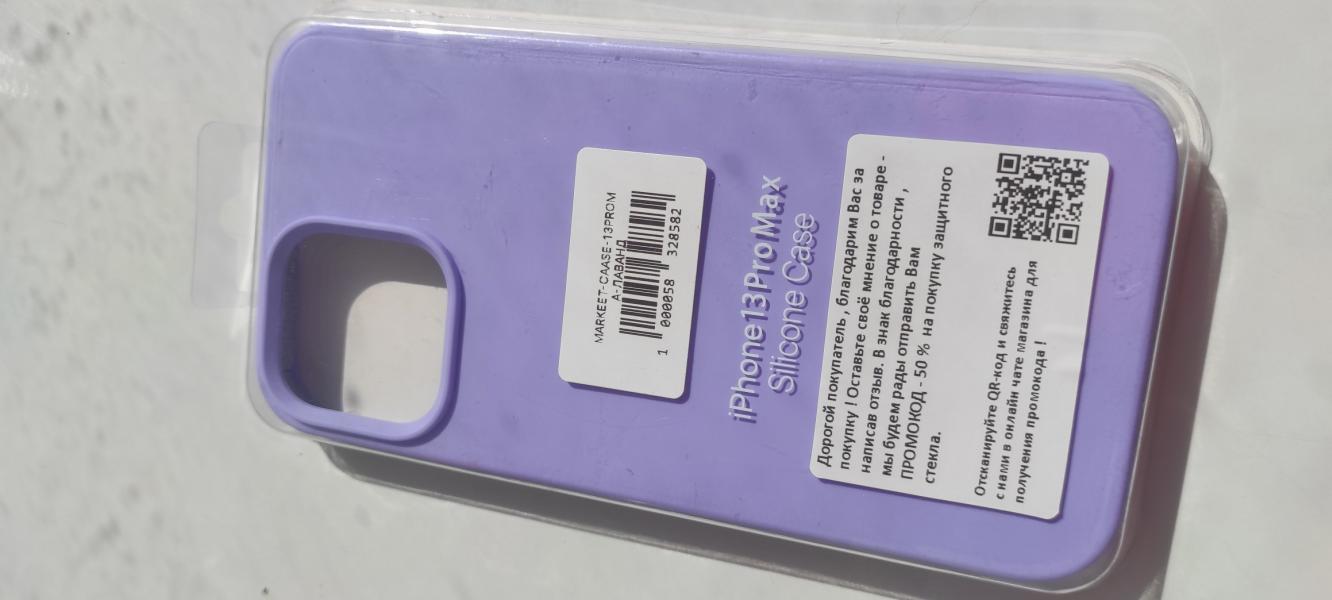 MARKEET-CAASE-13PROM
A-ЛАВАНД
1 000058 328582
iPhone13ProMax
Silicone Case
Дорогой покупатель , благодарим Вас за
покупку ! Оставьте своё мнение о товаре -
написав отзыв. В знак благодарности ,
мы будем рады отправить Вам
ПРОМОКОД - 50 % на покупку защитного
стекла.
Отсканируйте QR-код и свяжитесь
с нами в онлайн чате магазина для
получения промокода !